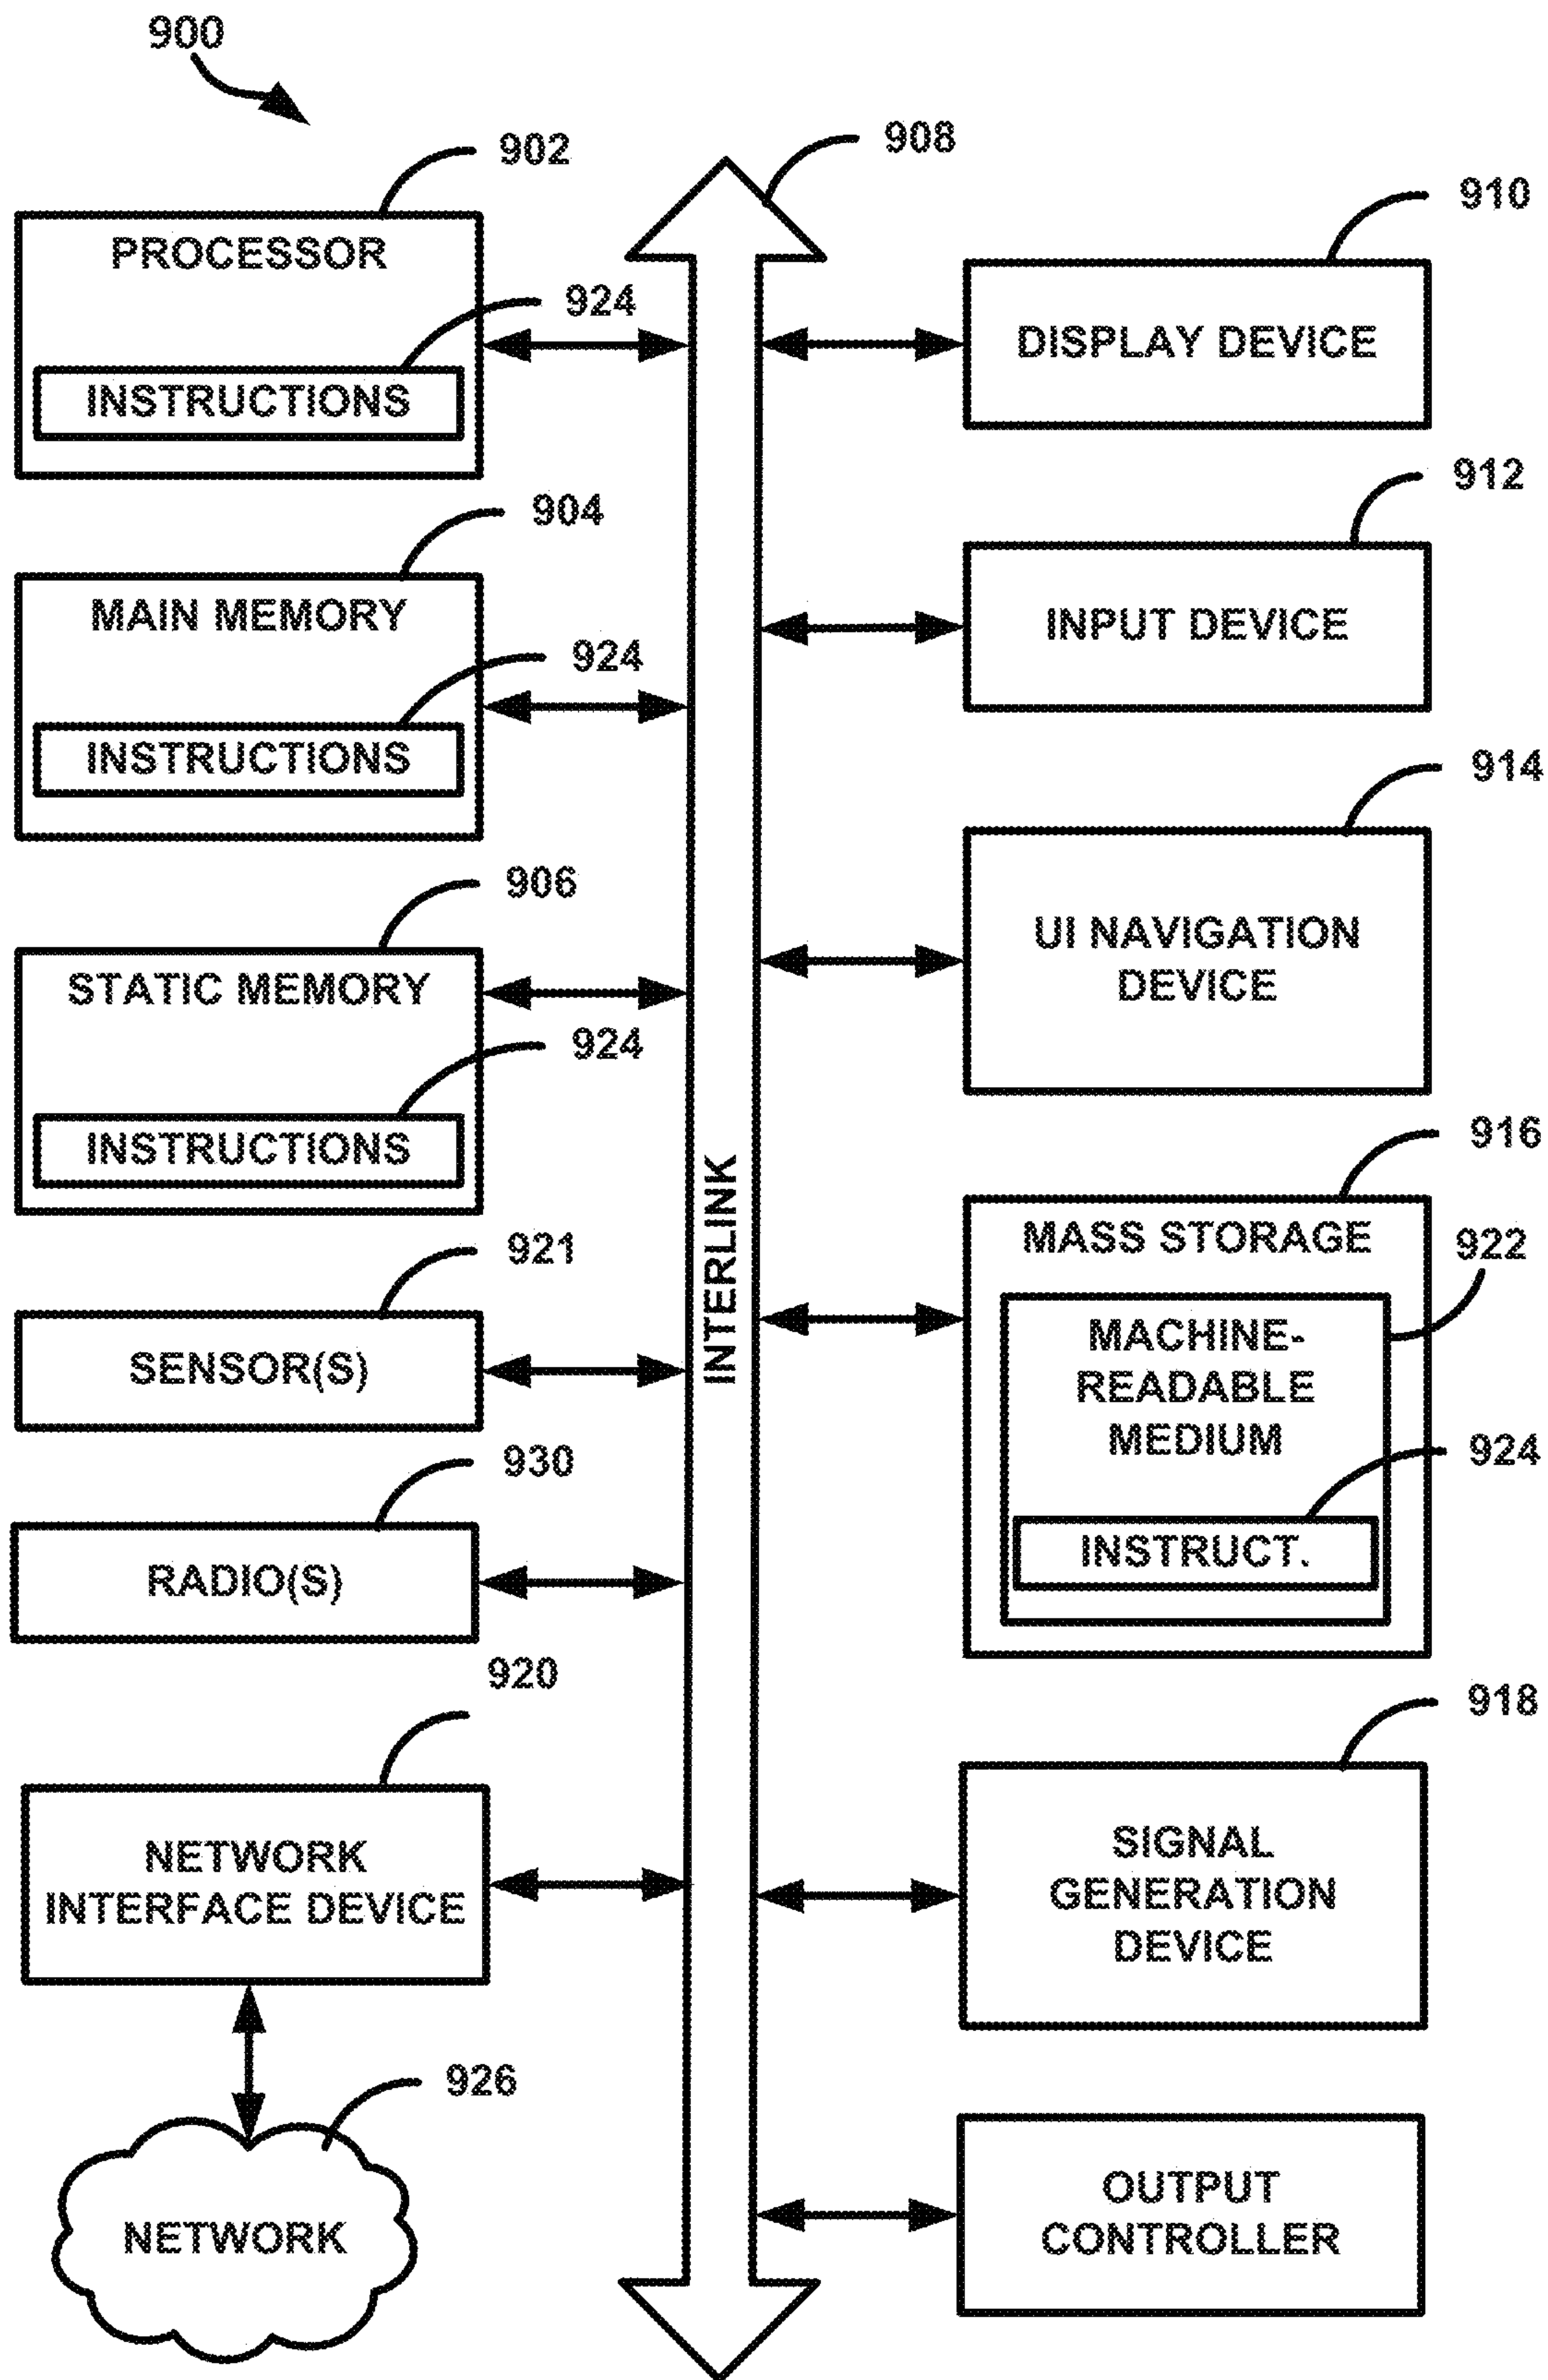 900
902
PROCESSOR
924
INSTRUCTIONS
904
MAIN MEMORY
924
INSTRUCTIONS
906
STATIC MEMORY
924
INSTRUCTIONS
921
SENSOR(S)
930
RADIO(S)
920
NETWORK
INTERFACE DEVICE
926
NETWORK
908
INTERLINK
910
DISPLAY DEVICE
912
INPUT DEVICE
914
UI NAVIGATION
DEVICE
916
MASS STORAGE
922
MACHINE-
READABLE
MEDIUM
924
INSTRUCT.
918
SIGNAL
GENERATION
DEVICE
OUTPUT
CONTROLLER